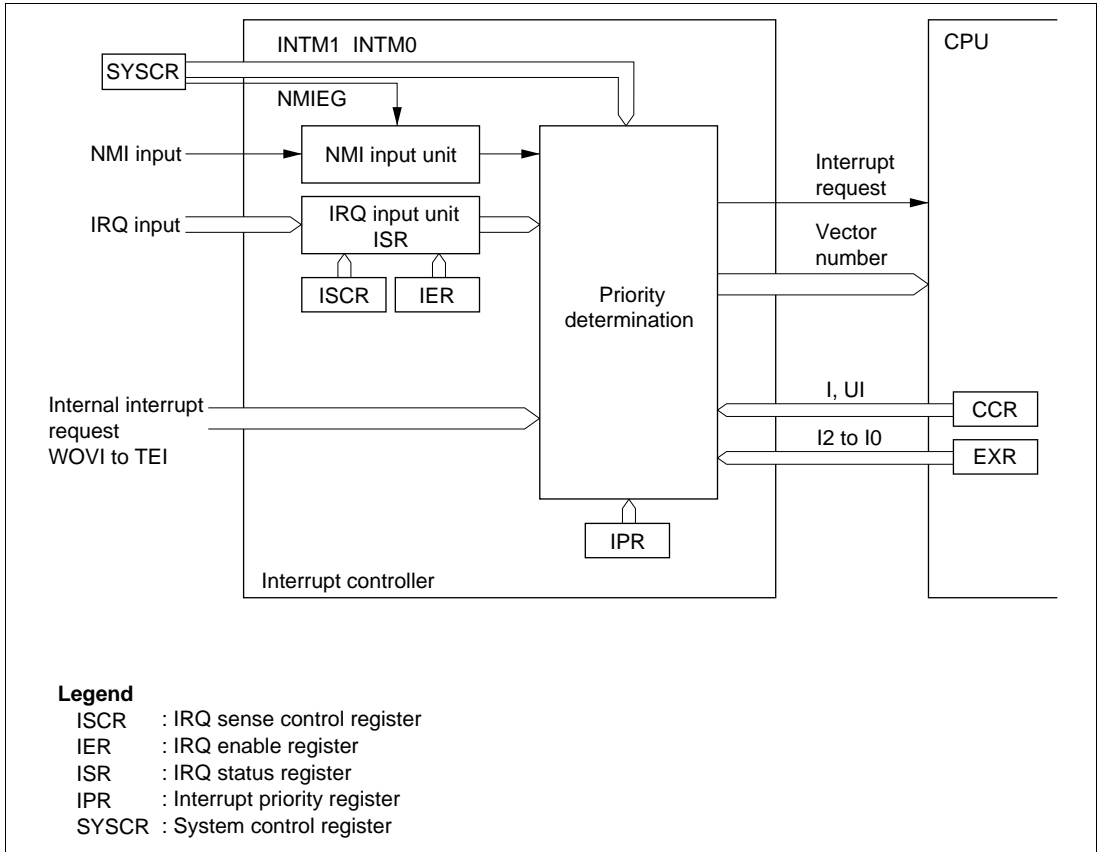 INTM1 INTM0
CPU
SYSCR
NMIEG
NMI input
NMI input unit
Interrupt
request
IRQ input
IRQ input unit
ISR
Vector
number
ISCR
IER
Priority
determination
I, UI
CCR
Internal interrupt
request
WOVI to TEI
I2 to I0
EXR
IPR
Interrupt controller
Legend
ISCR : IRQ sense control register
IER : IRQ enable register
ISR : IRQ status register
IPR : Interrupt priority register
SYSCR : System control register